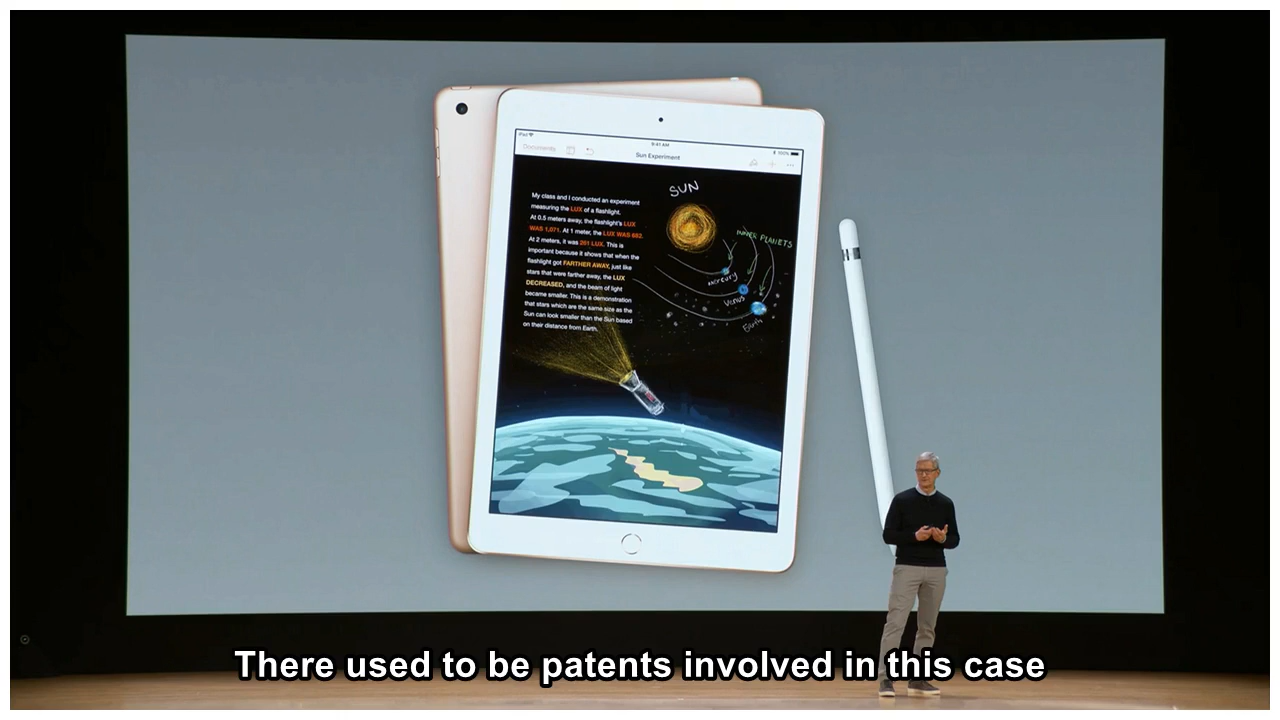 iPad
9:41 AM
100%
Documents
Sun Experiment
My class and I conducted an experiment
measuring the LUX of a flashlight.
At 0.5 meters away, the flashlight's LUX
WAS 1,071. At 1 meter, the LUX WAS 682.
At 2 meters, it was 261 LUX. This is
important because it shows that when the
flashlight got FARTHER AWAY, just like
stars that were farther away, the LUX
DECREASED, and the beam of light
became smaller. This is a demonstration
that stars which are the same size as the
Sun can look smaller than the Sun based
on their distance from Earth.
SUN
INNER PLANETS
mercury
Venus
Earth
There used to be patents involved in this case